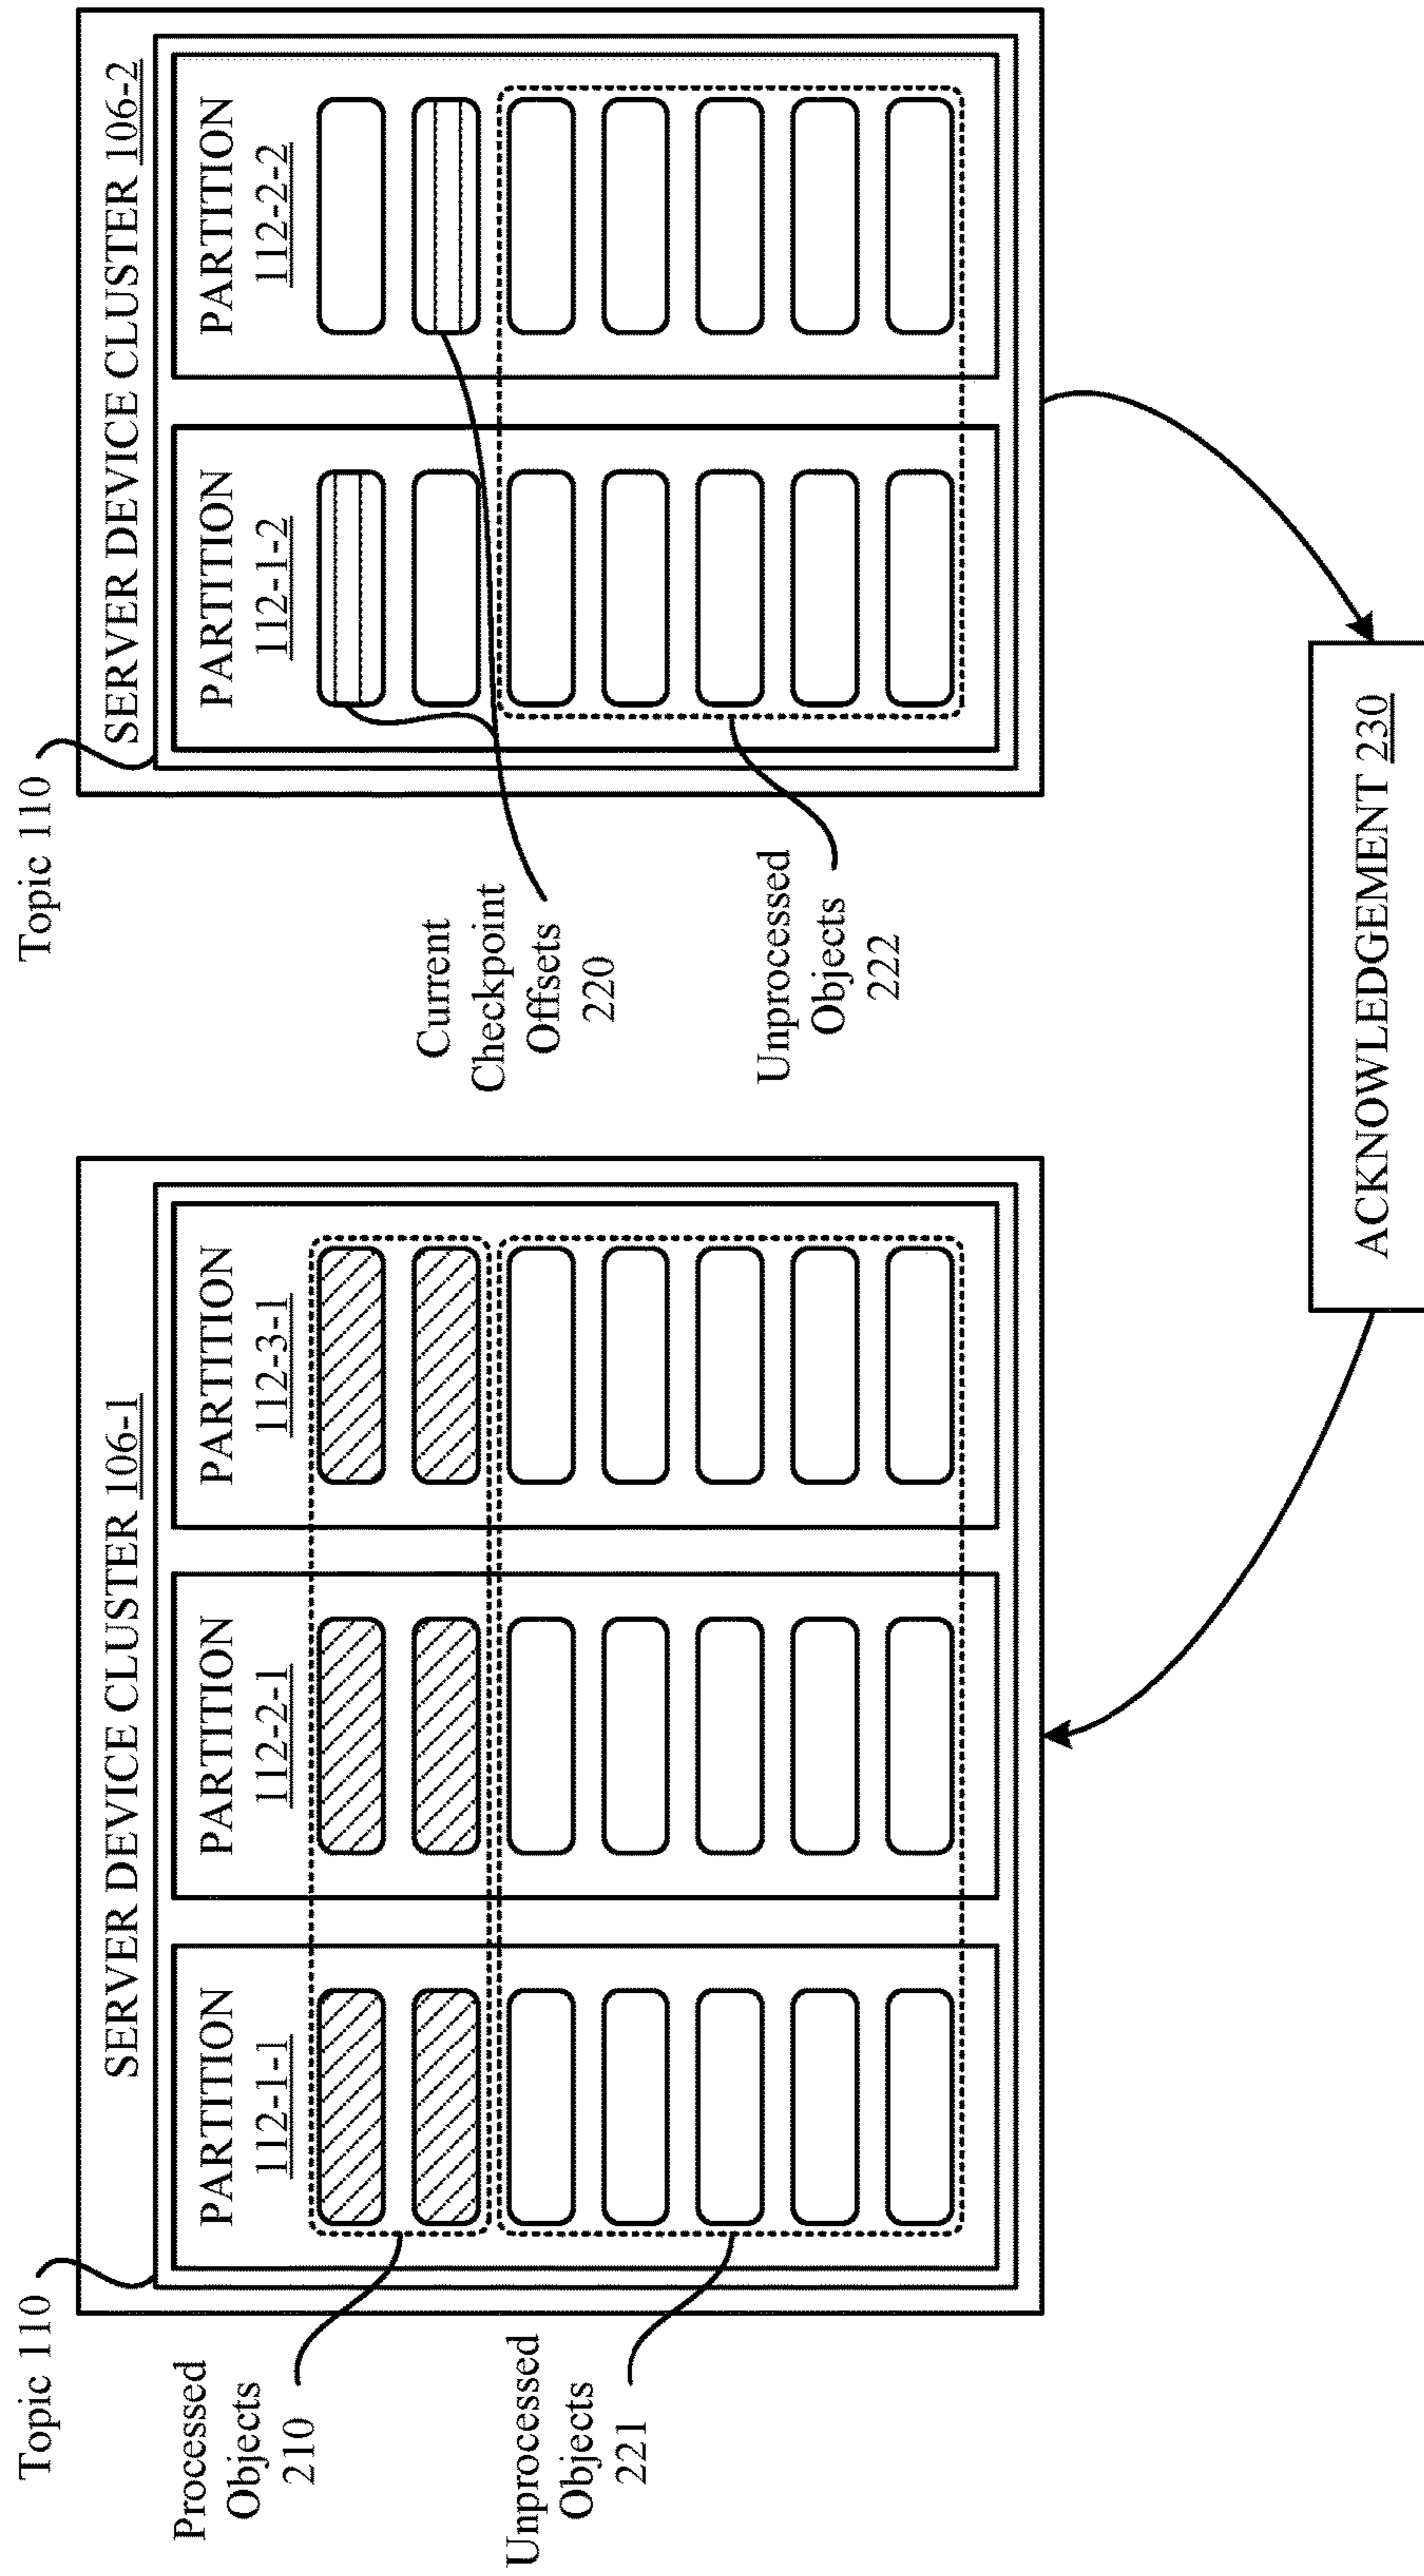 Topic 110
SERVER DEVICE CLUSTER 106-1
PARTITION
112-1-1
PARTITION
112-2-1
PARTITION
112-3-1
Processed
Objects
210
Unprocessed
Objects
221
Topic 110
SERVER DEVICE CLUSTER 106-2
PARTITION
112-1-2
PARTITION
112-2-2
Current
Checkpoint
Offsets
220
Unprocessed
Objects
222
ACKNOWLEDGEMENT 230